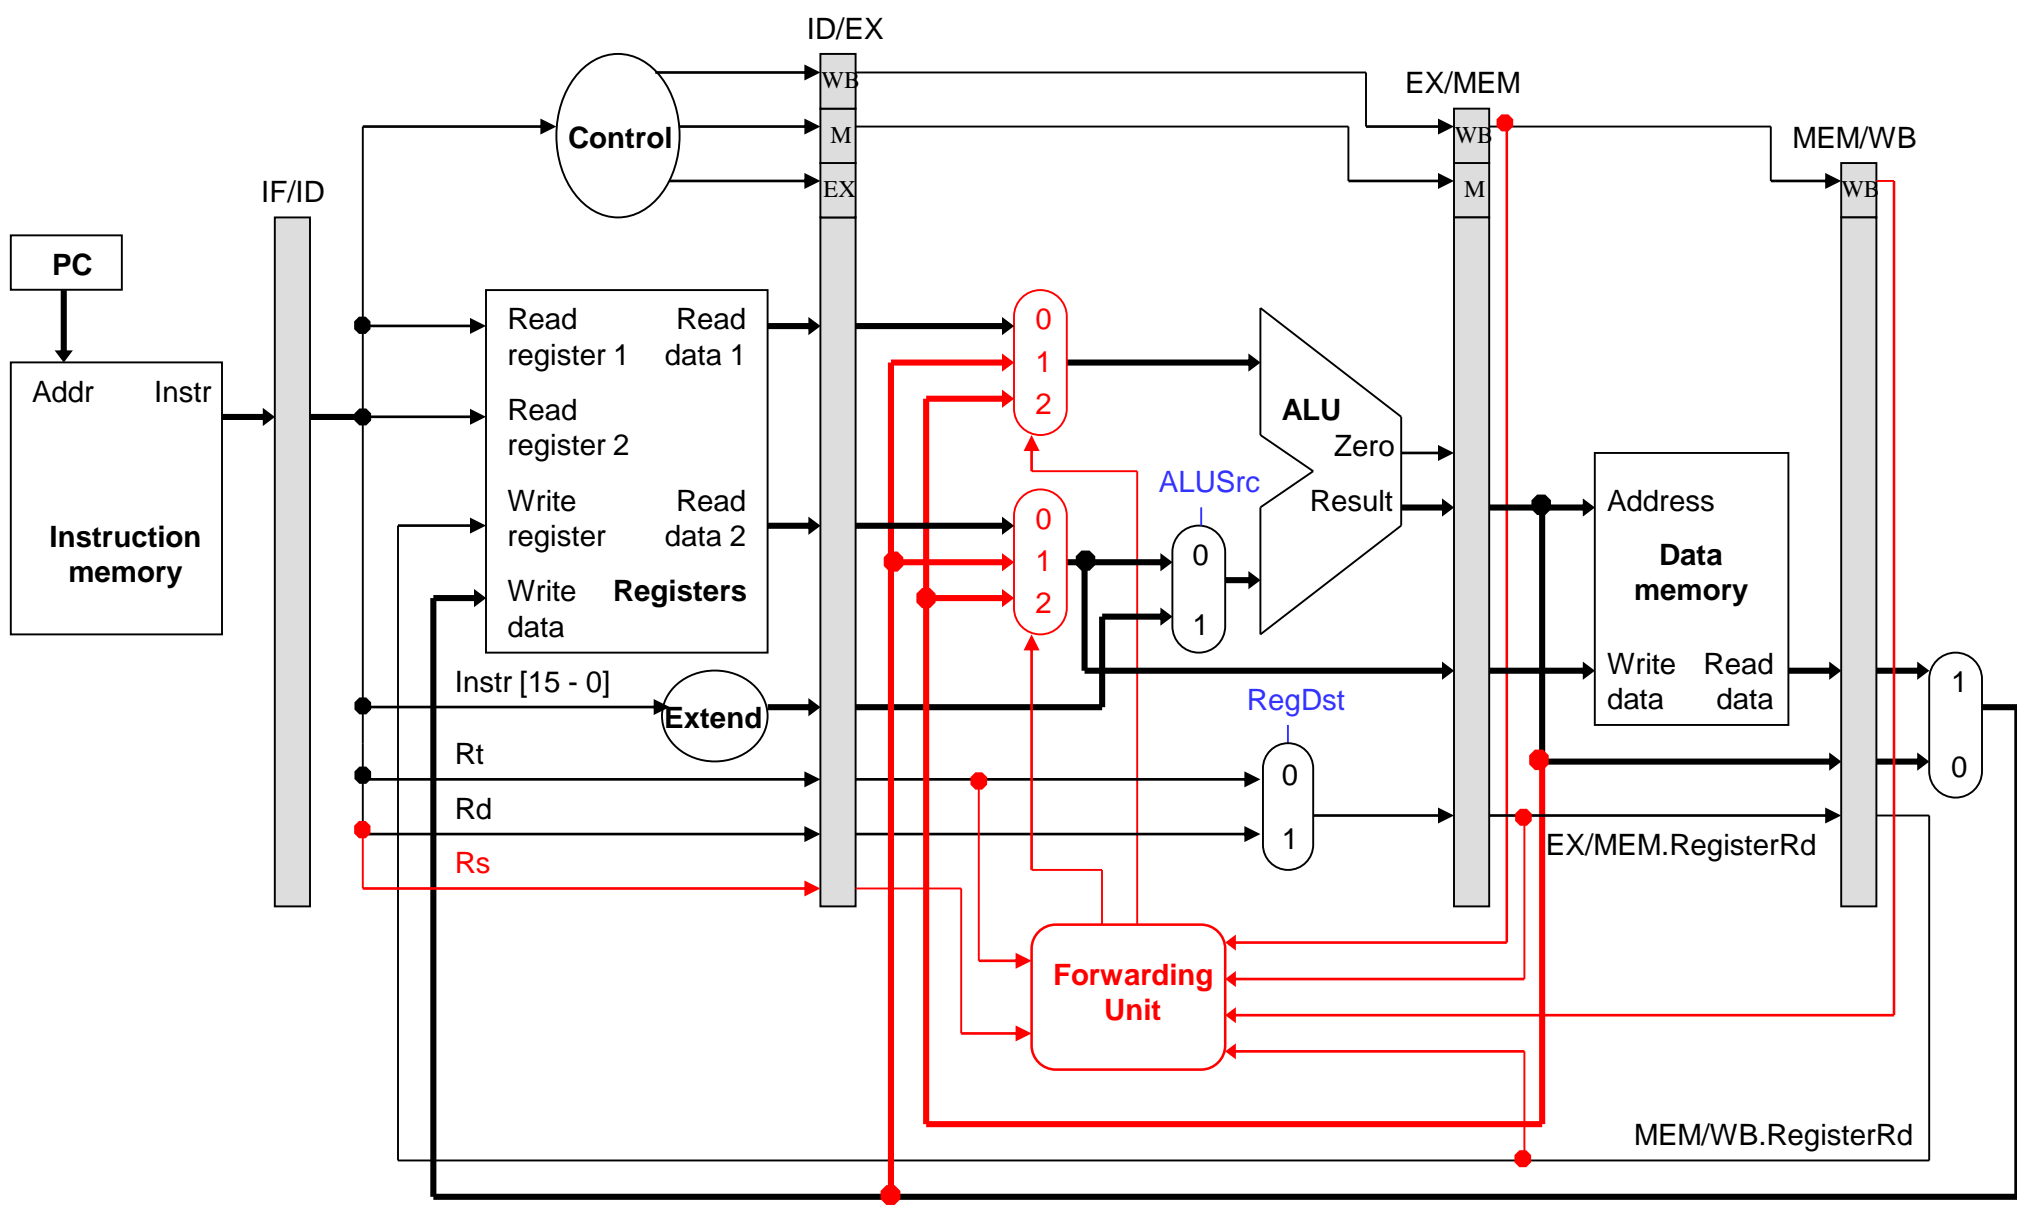 ID/EX
EX/MEM
MEM/WB
IF/ID
WB
M
EX
Control
WB
M
WB
PC
Addr Instr
Instruction
memory
Read
register 1
Read
data 1
Read
register 2
Write
register
Read
data 2
Write
data
Registers
0
1
2
0
1
2
ALUSrc
0
1
ALU
Zero
Result
Address
Data
memory
Write
data
Read
data
1
0
Instr [15 - 0]
Extend
RegDst
0
1
Rt
Rd
Rs
EX/MEM.RegisterRd
Forwarding
Unit
MEM/WB.RegisterRd